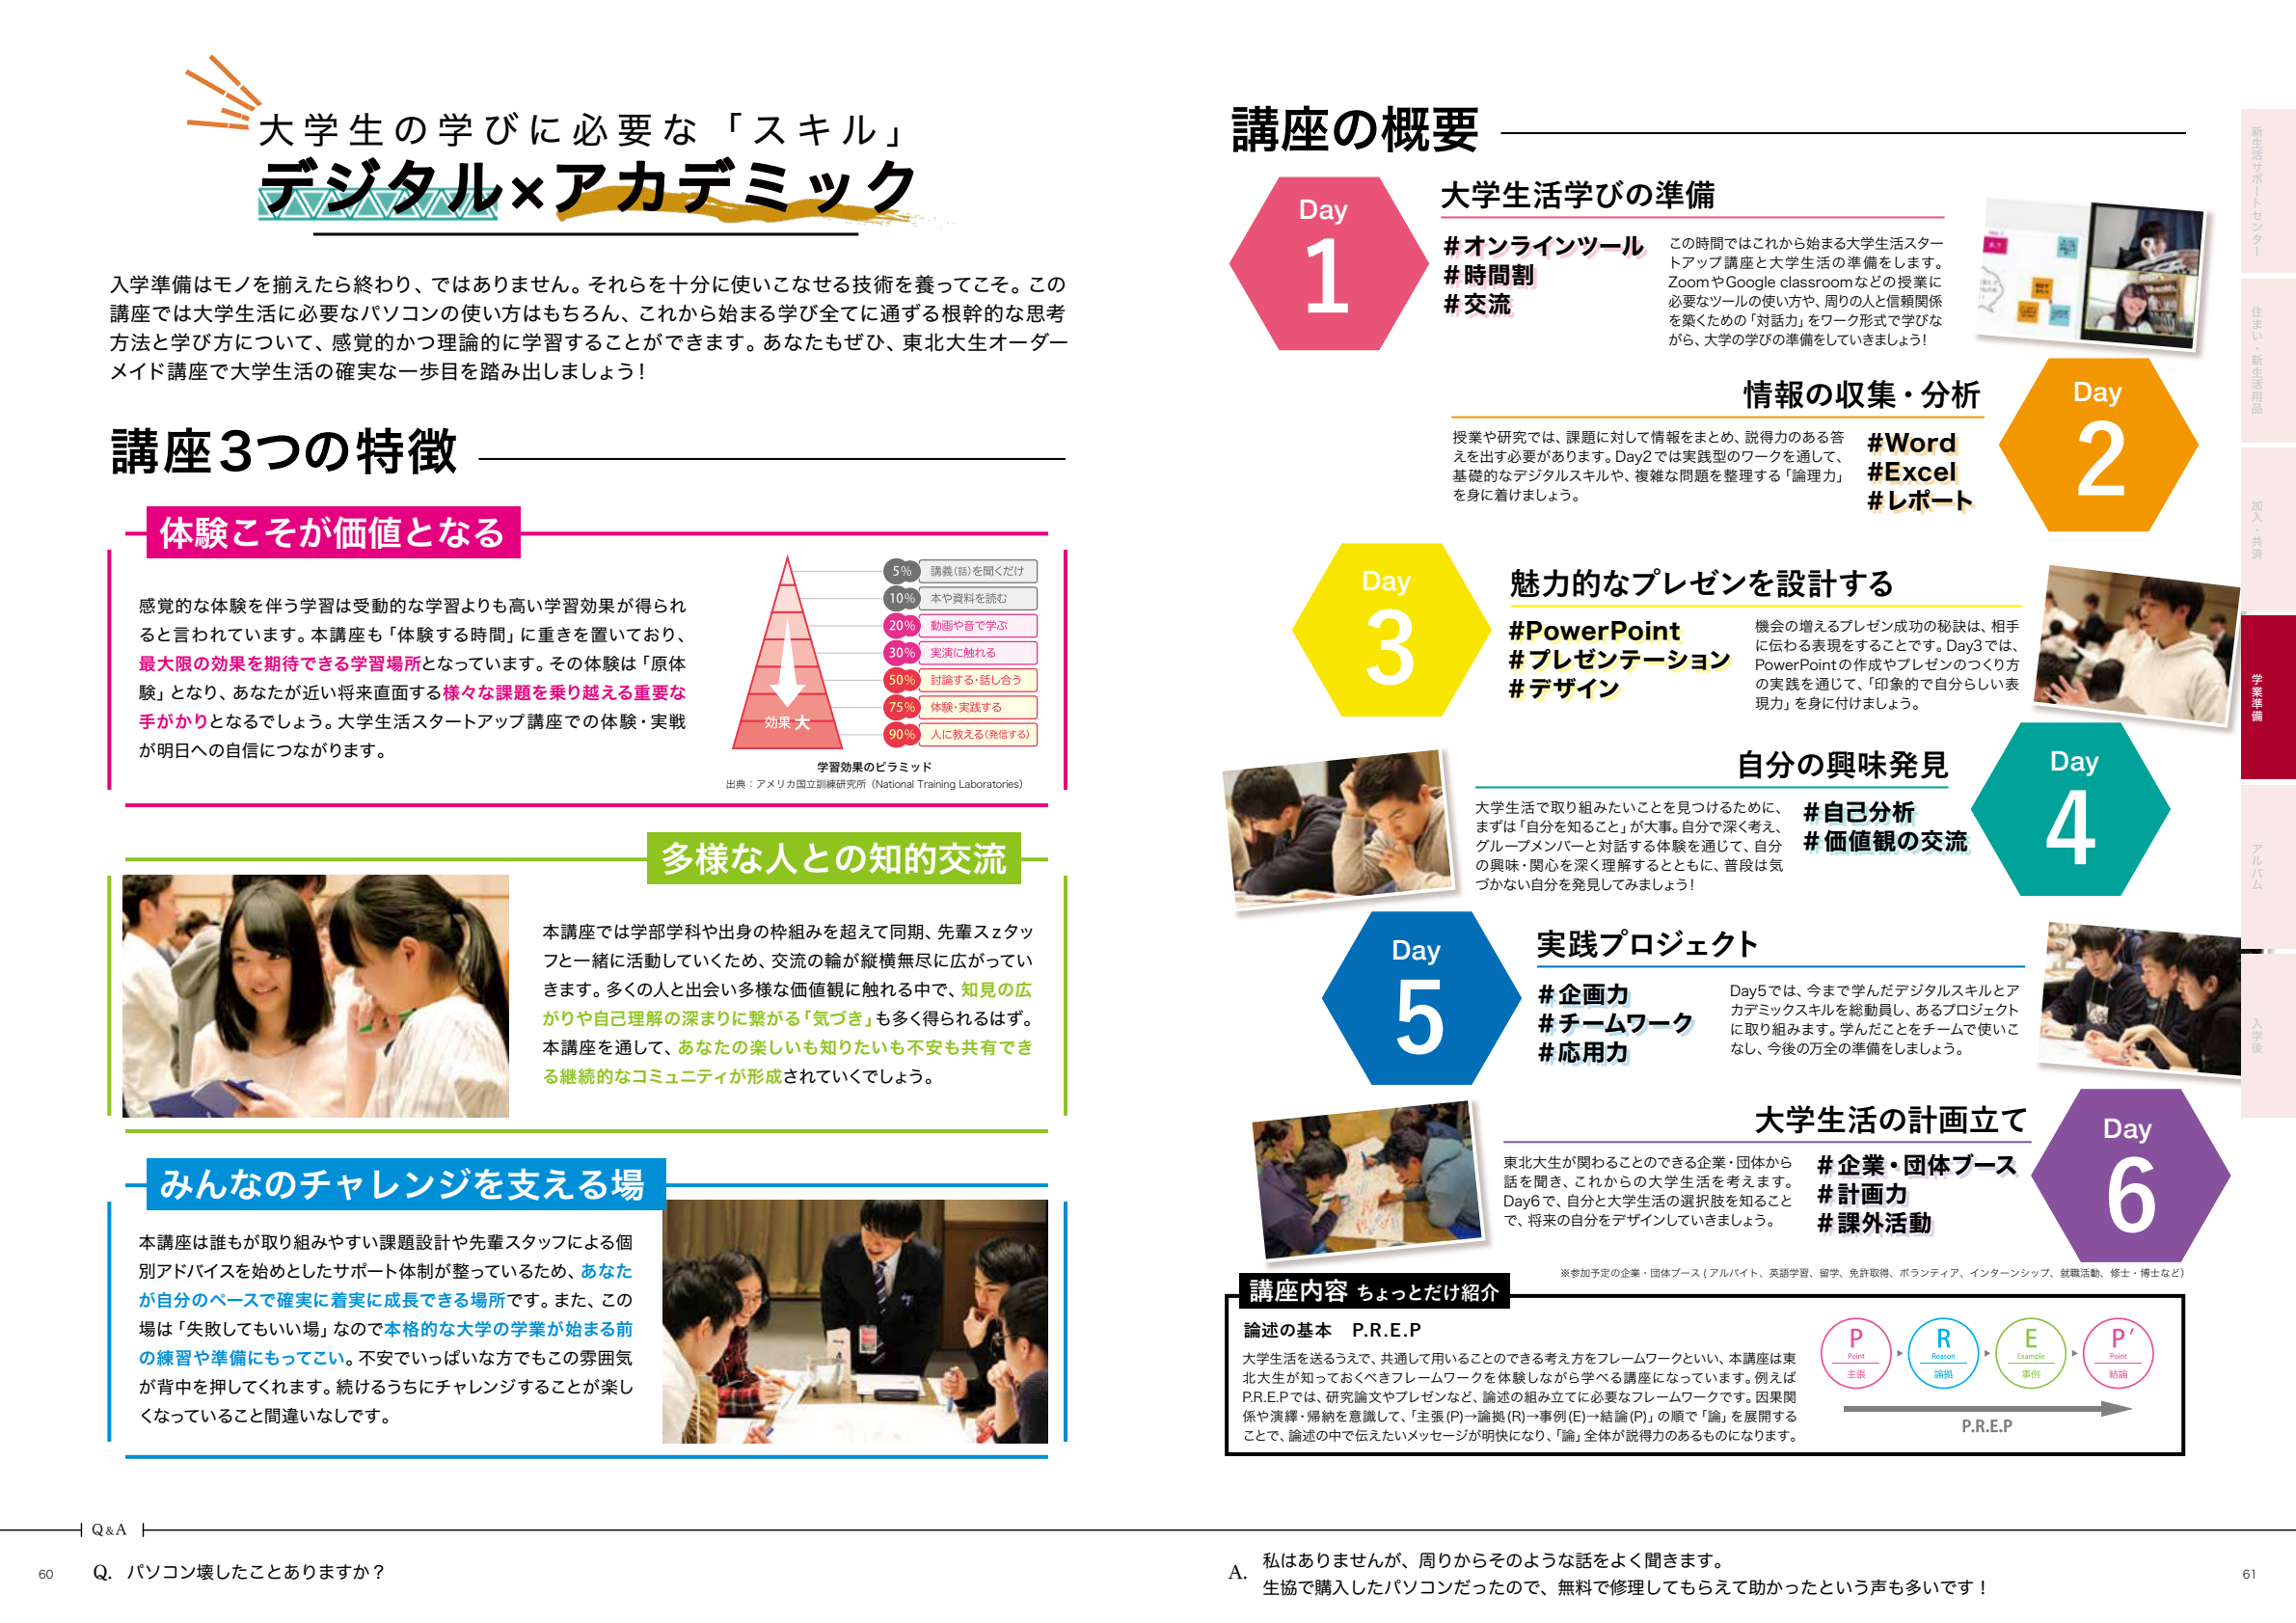 大学生の学びに必要な「スキル」
デジタル×アカデミック
入学準備はモノを揃えたら終わり、ではありません。それらを十分に使いこなせる技術を養ってこそ。この
講座では大学生活に必要なパソコンの使い方はもちろん、これから始まる学び全てに通ずる根幹的な思考
方法と学び方について、感覚的かつ理論的に学習することができます。あなたもぜひ、東北大生オーダー
メイド講座で大学生活の確実な一歩目を踏み出しましょう！
講座3つの特徴
体験こそが価値となる
感覚的な体験を伴う学習は受動的な学習よりも高い学習効果が得られ
ると言われています。本講座も「体験する時間」に重きを置いており、
最大限の効果を期待できる学習場所となっています。その体験は「原体
験」となり、あなたが近い将来直面する様々な課題を乗り越える重要な
手がかりとなるでしょう。大学生活スタートアップ講座での体験・実戦
が明日への自信につながります。
5% 講義(話)を聞くだけ
10% 本や資料を読む
20% 動画や音で学ぶ
30% 実演に触れる
50% 討論する・話し合う
75% 体験・実践する
90% 人に教える(発信する)
効果 大
学習効果のピラミッド
出典：アメリカ国立訓練研究所（National Training Laboratories）
多様な人との知的交流
本講座では学部学科や出身の枠組みを超えて同期、先輩スzタッ
フと一緒に活動していくため、交流の輪が縦横無尽に広がってい
きます。多くの人と出会い多様な価値観に触れる中で、知見の広
がりや自己理解の深まりに繋がる「気づき」も多く得られるはず。
本講座を通して、あなたの楽しいも知りたいも不安も共有でき
る継続的なコミュニティが形成されていくでしょう。
みんなのチャレンジを支える場
本講座は誰もが取り組みやすい課題設計や先輩スタッフによる個
別アドバイスを始めとしたサポート体制が整っているため、あなた
が自分のペースで確実に着実に成長できる場所です。また、この
場は「失敗してもいい場」なので本格的な大学の学業が始まる前
の練習や準備にもってこい。不安でいっぱいな方でもこの雰囲気
が背中を押してくれます。続けるうちにチャレンジすることが楽し
くなっていること間違いなしです。
講座の概要
Day
1
大学生活学びの準備
#オンラインツール
#時間割
#交流
この時間ではこれから始まる大学生活スター
トアップ講座と大学生活の準備をします。
ZoomやGoogle classroomなどの授業に
必要なツールの使い方や、周りの人と信頼関係
を築くための「対話力」をワーク形式で学びな
がら、大学の学びの準備をしていきましょう！
Day
2
情報の収集・分析
授業や研究では、課題に対して情報をまとめ、説得力のある答
えを出す必要があります。Day2では実践型のワークを通して、
基礎的なデジタルスキルや、複雑な問題を整理する「論理力」
を身に着けましょう。
#Word
#Excel
#レポート
Day
3
魅力的なプレゼンを設計する
#PowerPoint
#プレゼンテーション
#デザイン
機会の増えるプレゼン成功の秘訣は、相手
に伝わる表現をすることです。Day3では、
PowerPointの作成やプレゼンのつくり方
の実践を通じて、「印象的で自分らしい表
現力」を身に付けましょう。
Day
4
自分の興味発見
大学生活で取り組みたいことを見つけるために、
まずは「自分を知ること」が大事。自分で深く考え、
グループメンバーと対話する体験を通じて、自分
の興味・関心を深く理解するとともに、普段は気
づかない自分を発見してみましょう！
#自己分析
#価値観の交流
Day
5
実践プロジェクト
#企画力
#チームワーク
#応用力
Day5では、今まで学んだデジタルスキルとア
カデミックスキルを総動員し、あるプロジェクト
に取り組みます。学んだことをチームで使いこ
なし、今後の万全の準備をしましょう。
Day
6
大学生活の計画立て
東北大生が関わることのできる企業・団体から
話を聞き、これからの大学生活を考えます。
Day6で、自分と大学生活の選択肢を知ること
で、将来の自分をデザインしていきましょう。
#企業・団体ブース
#計画力
#課外活動
※参加予定の企業・団体ブース（アルバイト、英語学習、留学、免許取得、ボランティア、インターンシップ、就職活動、修士・博士など）
講座内容 ちょっとだけ紹介
論述の基本　P.R.E.P
大学生活を送るうえで、共通して用いることのできる考え方をフレームワークといい、本講座は東
北大生が知っておくべきフレームワークを体験しながら学べる講座になっています。例えば
P.R.E.Pでは、研究論文やプレゼンなど、論述の組み立てに必要なフレームワークです。因果関
係や演繹・帰納を意識して、「主張(P)→論拠(R)→事例(E)→結論(P)」の順で「論」を展開する
ことで、論述の中で伝えたいメッセージが明快になり、「論」全体が説得力のあるものになります。
P
Point
主張
R
Reason
論拠
E
Example
事例
P'
Point
結論
P.R.E.P
新生活サポートセンター
住まい・新生活用品
加入・共済
学業準備
アルバム
入学後
Q&A
60
Q. パソコン壊したことありますか？
A. 私はありませんが、周りからそのような話をよく聞きます。
生協で購入したパソコンだったので、無料で修理してもらえて助かったという声も多いです！
61